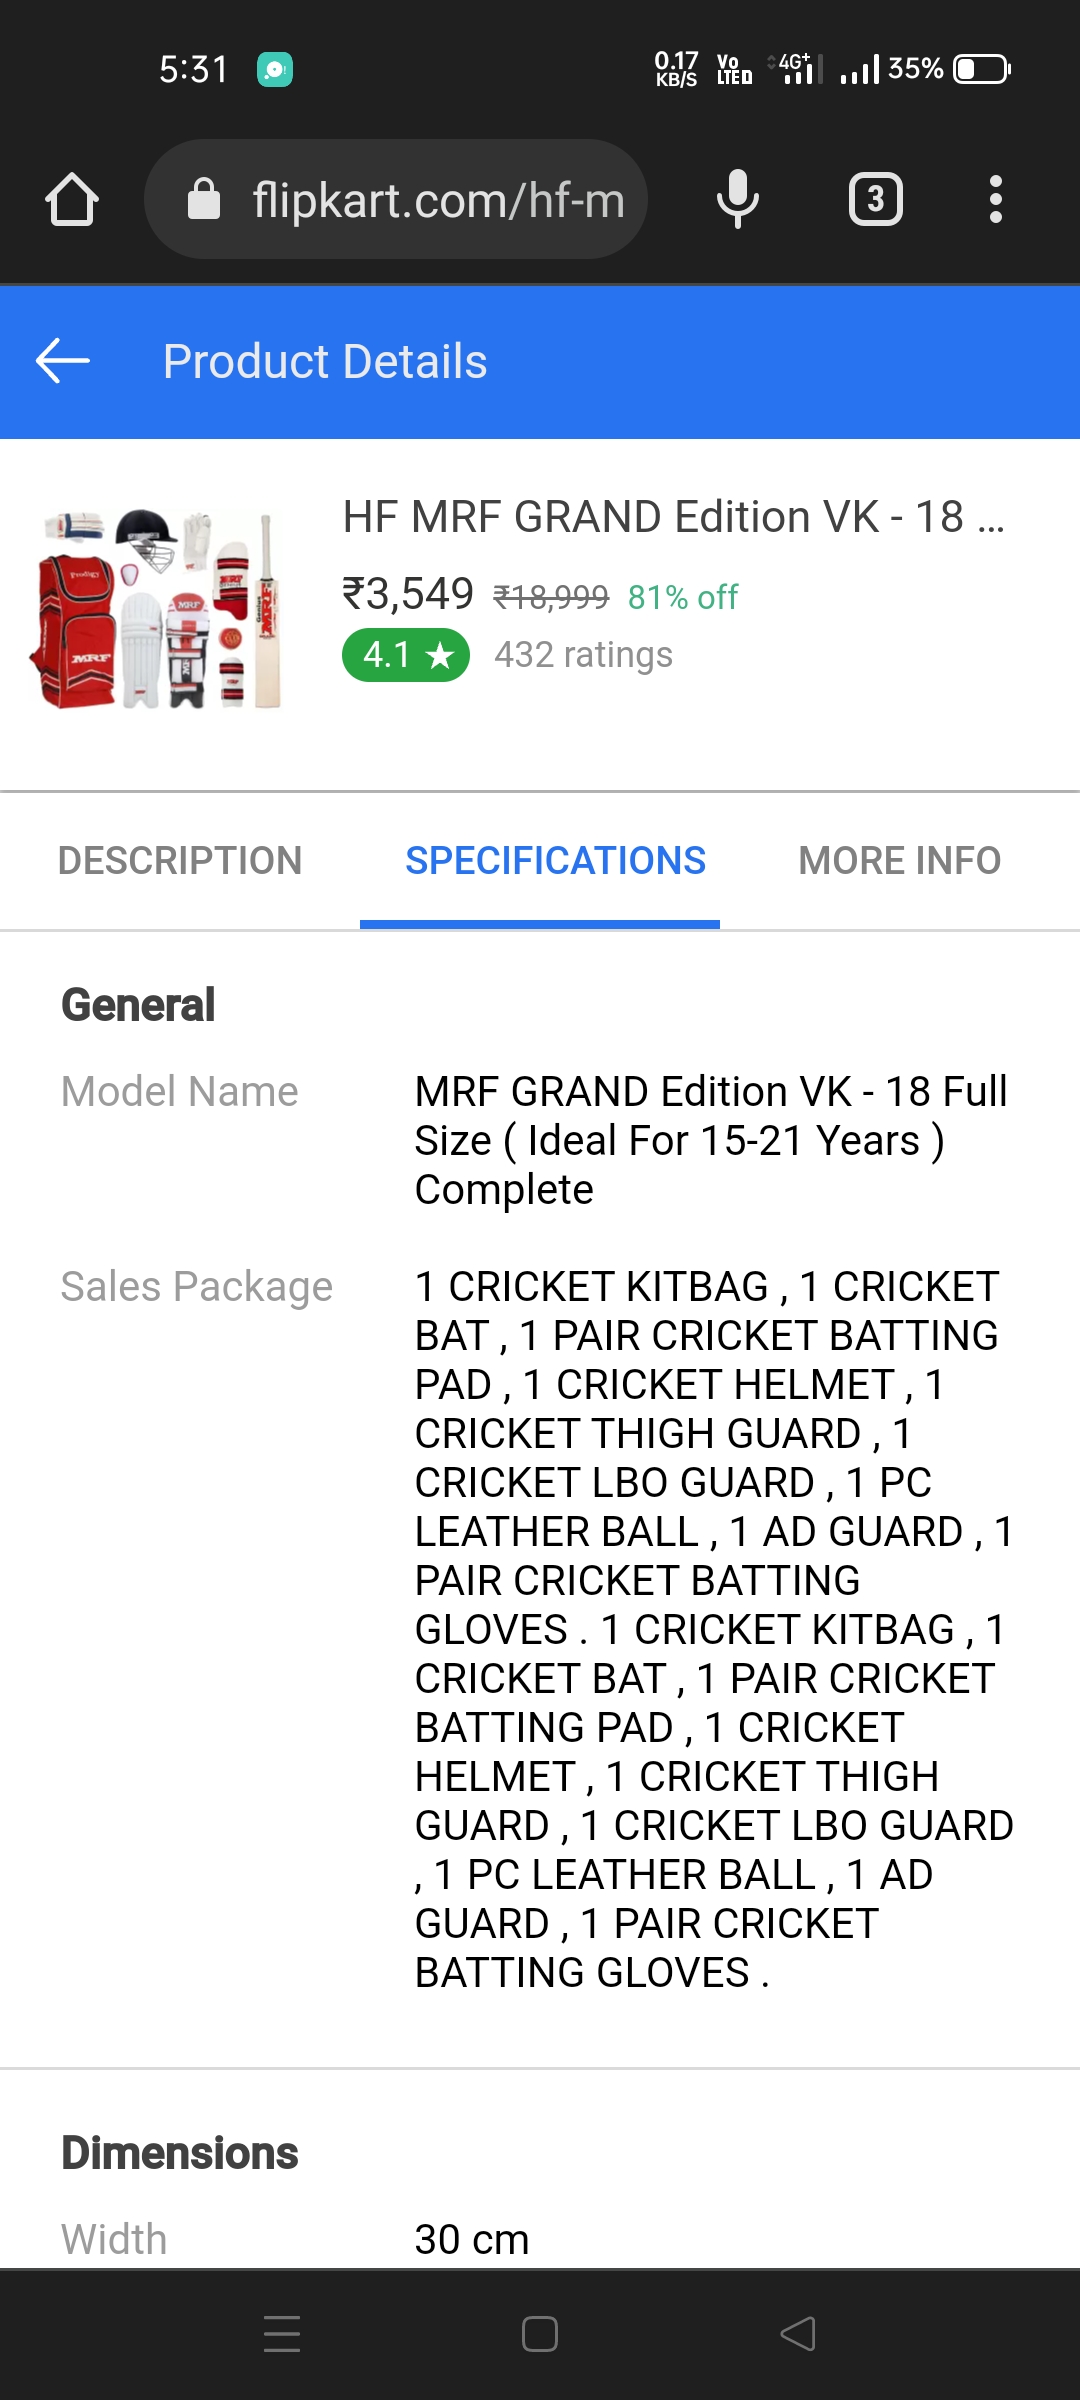 5:31
0.17 KB/S Vo LTE 4G+ 35%
flipkart.com/hf-m
3
Product Details
HF MRF GRAND Edition VK - 18 ...
₹3,549 ₹18,999 81% off
4.1 ★ 432 ratings
DESCRIPTION SPECIFICATIONS MORE INFO
General
Model Name MRF GRAND Edition VK - 18 Full
Size ( Ideal For 15-21 Years )
Complete
Sales Package 1 CRICKET KITBAG , 1 CRICKET
BAT , 1 PAIR CRICKET BATTING
PAD , 1 CRICKET HELMET , 1
CRICKET THIGH GUARD , 1
CRICKET LBO GUARD , 1 PC
LEATHER BALL , 1 AD GUARD , 1
PAIR CRICKET BATTING
GLOVES . 1 CRICKET KITBAG , 1
CRICKET BAT , 1 PAIR CRICKET
BATTING PAD , 1 CRICKET
HELMET , 1 CRICKET THIGH
GUARD , 1 CRICKET LBO GUARD
, 1 PC LEATHER BALL , 1 AD
GUARD , 1 PAIR CRICKET
BATTING GLOVES .
Dimensions
Width 30 cm
Prodigy
MRF
MRF
MRF
Genius
MRF